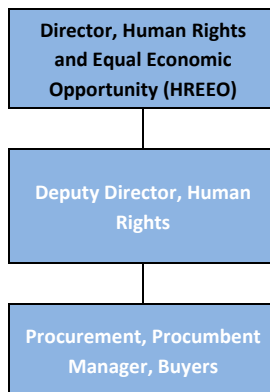 Director, Human Rights
and Equal Economic
Opportunity (HREEO)
Deputy Director, Human
Rights
Procurement, Procumbent
Manager, Buyers